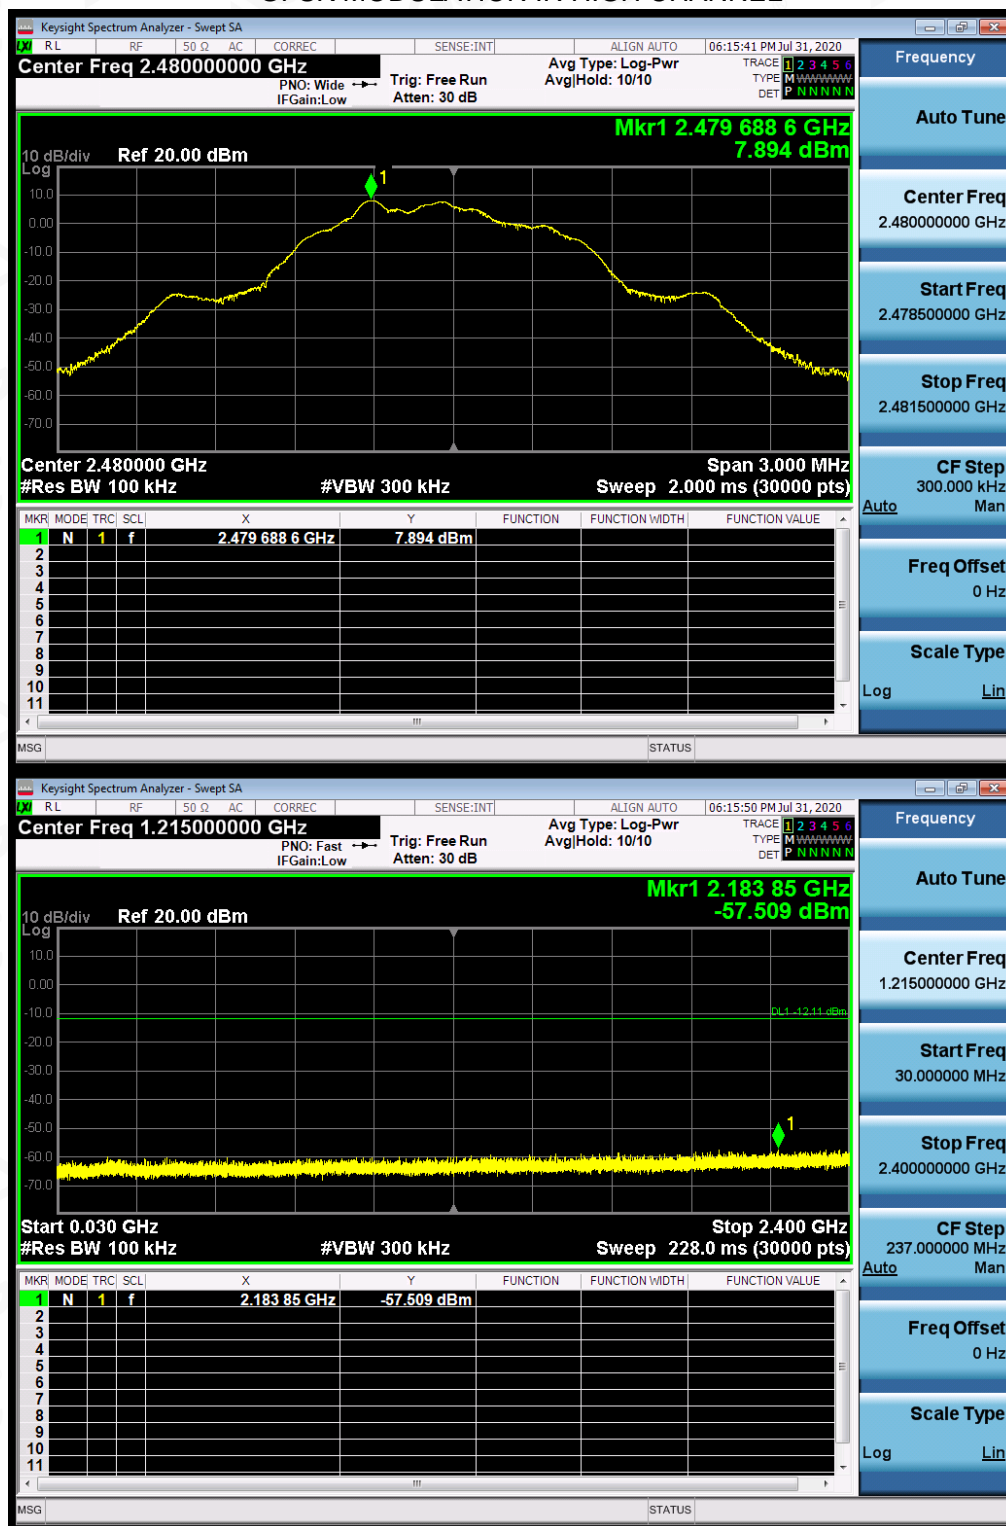 Keysight Spectrum Analyzer - Swept SA
LXI RL RF 50 Ω AC CORREC SENSE:INT ALIGN AUTO 06:15:41 PM Jul 31, 2020
Center Freq 2.480000000 GHz
PNO: Wide
IFGain:Low
Trig: Free Run
Atten: 30 dB
Avg Type: Log-Pwr
Avg|Hold: 10/10
TRACE 1 2 3 4 5 6
TYPE M WWWWW
DET P N N N N N
Mkr1 2.479 688 6 GHz
7.894 dBm
10 dB/div Ref 20.00 dBm
Log
10.0
0.00
-10.0
-20.0
-30.0
-40.0
-50.0
-60.0
-70.0
1
Center 2.480000 GHz Span 3.000 MHz
#Res BW 100 kHz #VBW 300 kHz Sweep 2.000 ms (30000 pts)
MKR MODE TRC SCL X Y FUNCTION FUNCTION WIDTH FUNCTION VALUE
1 N 1 f 2.479 688 6 GHz 7.894 dBm
2
3
4
5
6
7
8
9
10
11
MSG STATUS
Frequency
Auto Tune
Center Freq
2.480000000 GHz
Start Freq
2.478500000 GHz
Stop Freq
2.481500000 GHz
CF Step
300.000 kHz
Auto Man
Freq Offset
0 Hz
Scale Type
Log Lin
Keysight Spectrum Analyzer - Swept SA
LXI RL RF 50 Ω AC CORREC SENSE:INT ALIGN AUTO 06:15:50 PM Jul 31, 2020
Center Freq 1.215000000 GHz
PNO: Fast
IFGain:Low
Trig: Free Run
Atten: 30 dB
Avg Type: Log-Pwr
Avg|Hold: 10/10
TRACE 1 2 3 4 5 6
TYPE M WWWWW
DET P N N N N N
Mkr1 2.183 85 GHz
-57.509 dBm
10 dB/div Ref 20.00 dBm
Log
10.0
0.00
-10.0
-20.0
-30.0
-40.0
-50.0
-60.0
-70.0
DL1 -12.11 dBm
1
Start 0.030 GHz Stop 2.400 GHz
#Res BW 100 kHz #VBW 300 kHz Sweep 228.0 ms (30000 pts)
MKR MODE TRC SCL X Y FUNCTION FUNCTION WIDTH FUNCTION VALUE
1 N 1 f 2.183 85 GHz -57.509 dBm
2
3
4
5
6
7
8
9
10
11
MSG STATUS
Frequency
Auto Tune
Center Freq
1.215000000 GHz
Start Freq
30.000000 MHz
Stop Freq
2.400000000 GHz
CF Step
237.000000 MHz
Auto Man
Freq Offset
0 Hz
Scale Type
Log Lin